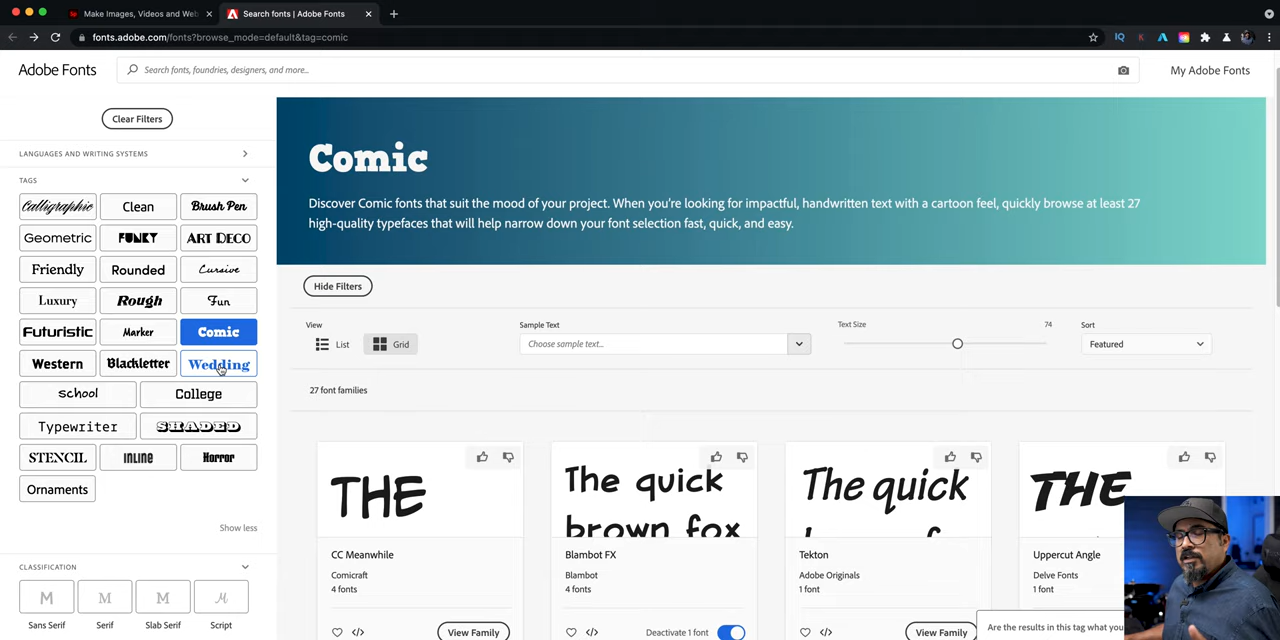 Make Images, Videos and Web
Search fonts | Adobe Fonts
fonts.adobe.com/fonts?browse_mode=default&tag=comic
Adobe Fonts
Search fonts, foundries, designers, and more...
My Adobe Fonts
Clear Filters
LANGUAGES AND WRITING SYSTEMS
TAGS
Calligraphic Clean Brush Pen
Geometric FUNKY ART DECO
Friendly Rounded Cursive
Luxury Rough Fun
Futuristic Marker Comic
Western Blackletter Wedding
School College
Typewriter SHADED
STENCIL INLINE Horror
Ornaments
Show less
CLASSIFICATION
M M M M
Sans Serif Serif Slab Serif Script
Comic
Discover Comic fonts that suit the mood of your project. When you're looking for impactful, handwritten text with a cartoon feel, quickly browse at least 27
high-quality typefaces that will help narrow down your font selection fast, quick, and easy.
Hide Filters
View Sample Text Text Size 74 Sort
List Grid Choose sample text... Featured
27 font families
THE
CC Meanwhile
Comicraft
4 fonts
View Family
The quick
brown fox
Blambot FX
Blambot
4 fonts
Deactivate 1 font
The quick
Tekton
Adobe Originals
1 font
View Family
THE
Uppercut Angle
Delve Fonts
1 font
Are the results in this tag what you